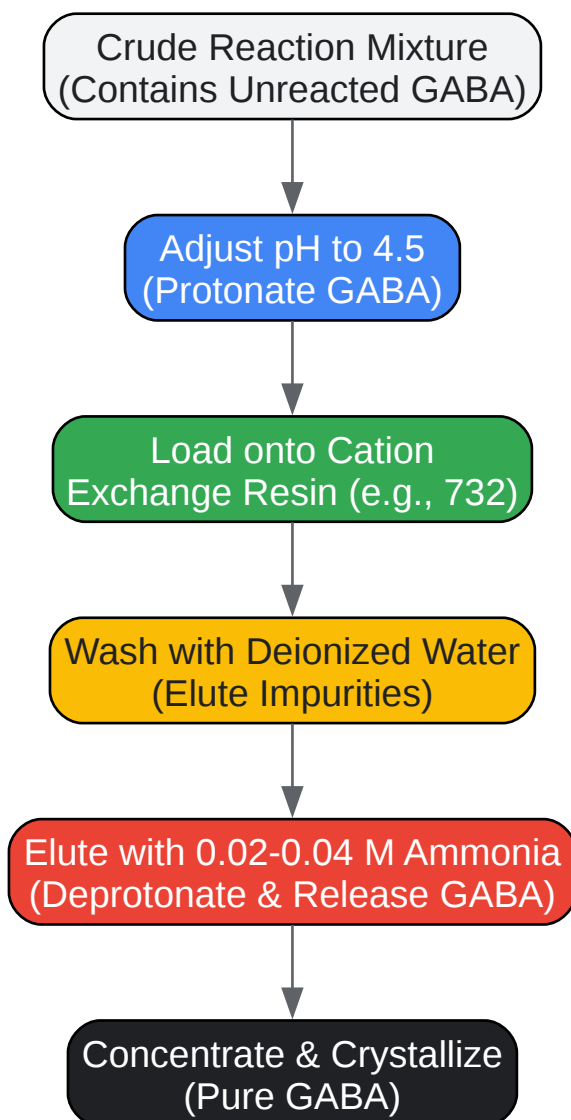 Crude Reaction Mixture
(Contains Unreacted GABA)
Adjust pH to 4.5
(Protonate GABA)
Load onto Cation
Exchange Resin (e.g., 732)
Wash with Deionized Water
(Elute Impurities)
Elute with 0.02-0.04 M Ammonia
(Deprotonate & Release GABA)
Concentrate & Crystallize
(Pure GABA)